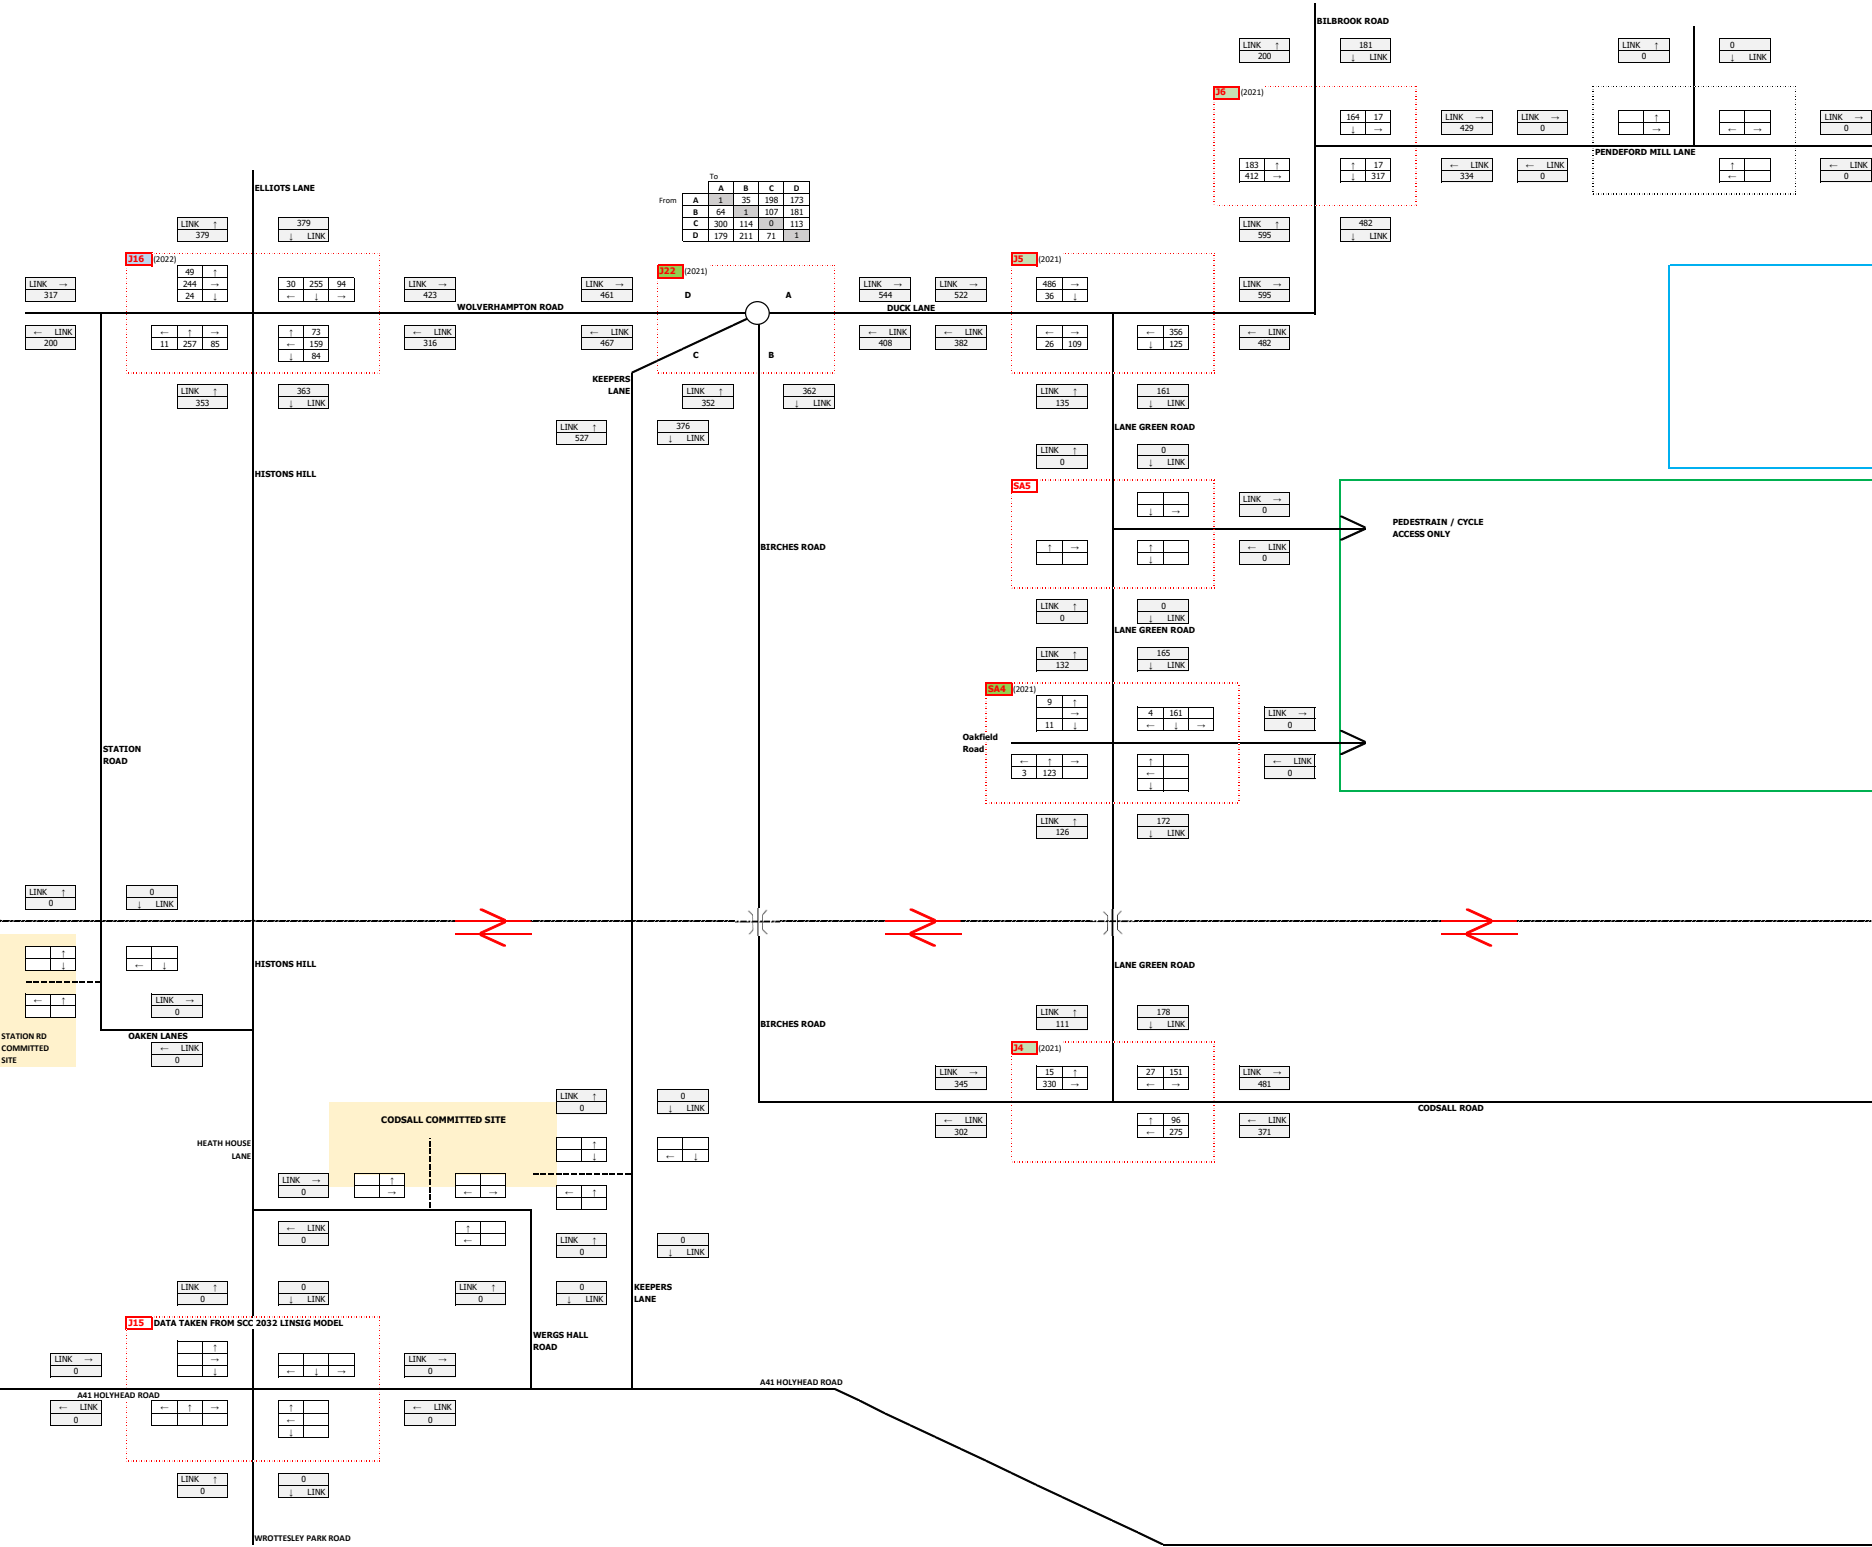 BILBROOK ROAD
LINK ↑
200
181
↓ LINK
LINK ↑
0
0
↓ LINK
J6 (2021)
164 17
↓ →
LINK →
429
LINK →
0
↑
→
← →
LINK →
0
PENDEFORD MILL LANE
183 ↑
412 →
↑ 17
↓ 317
← LINK
334
← LINK
0
↑
←
← LINK
0
To
A B C D
From A 1 35 198 173
B 64 1 107 181
C 300 114 0 113
D 179 211 71 1
ELLIOTS LANE
LINK ↑
379
379
↓ LINK
LINK ↑
595
482
↓ LINK
J16 (2022)
49 ↑
244 →
24 ↓
30 255 94
← ↓ →
LINK →
317
LINK →
423
WOLVERHAMPTON ROAD
LINK →
461
J22 (2021)
D A
C B
LINK →
544
LINK →
522
DUCK LANE
J5 (2021)
486 →
36 ↓
LINK →
595
← LINK
200
← ↑ →
11 257 85
↑ 73
← 159
↓ 84
← LINK
316
← LINK
467
← LINK
408
← LINK
382
← →
26 109
← 356
↓ 125
← LINK
482
KEEPERS
LANE
LINK ↑
353
363
↓ LINK
LINK ↑
352
362
↓ LINK
LINK ↑
135
161
↓ LINK
LINK ↑
527
376
↓ LINK
LANE GREEN ROAD
LINK ↑
0
0
↓ LINK
HISTONS HILL
SA5
↓ →
LINK →
0
PEDESTRAIN / CYCLE
ACCESS ONLY
BIRCHES ROAD
↑ →
↑
↓
← LINK
0
LINK ↑
0
0
↓ LINK
LANE GREEN ROAD
LINK ↑
132
165
↓ LINK
SA4 (2021)
9 ↑
→
11 ↓
4 161
← ↓ →
LINK →
0
Oakfield
Road
STATION
ROAD
← ↑ →
3 123
↑
←
↓
← LINK
0
LINK ↑
126
172
↓ LINK
LINK ↑
0
0
↓ LINK
↑
↓
← ↓
HISTONS HILL
LANE GREEN ROAD
← ↑
LINK →
0
STATION RD
COMMITTED
SITE
OAKEN LANES
← LINK
0
BIRCHES ROAD
LINK ↑
111
178
↓ LINK
J4 (2021)
LINK →
345
15 ↑
330 →
27 151
← →
LINK →
481
CODSALL ROAD
← LINK
302
↑ 96
← 275
← LINK
371
LINK ↑
0
0
↓ LINK
CODSALL COMMITTED SITE
HEATH HOUSE
LANE
↑
↓
← ↓
LINK →
0
↑
→
← →
← ↑
← LINK
0
↑
←
LINK ↑
0
0
↓ LINK
LINK ↑
0
0
↓ LINK
LINK ↑
0
0
↓ LINK
KEEPERS
LANE
J15 DATA TAKEN FROM SCC 2032 LINSIG MODEL
WERGS HALL
ROAD
LINK →
0
↑
→
↓
← ↓ →
LINK →
0
A41 HOLYHEAD ROAD
A41 HOLYHEAD ROAD
← LINK
0
← ↑ →
↑
←
↓
← LINK
0
LINK ↑
0
0
↓ LINK
WROTTESLEY PARK ROAD